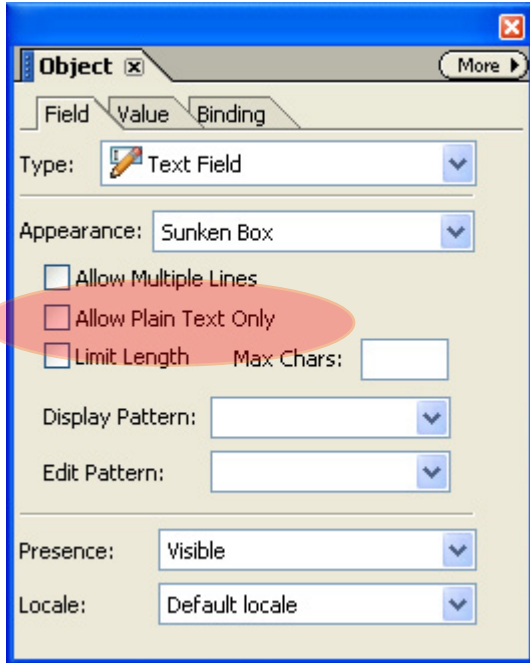 Object More
Field Value Binding
Type: Text Field
Appearance: Sunken Box
Allow Multiple Lines
Allow Plain Text Only
Limit Length Max Chars:
Display Pattern:
Edit Pattern:
Presence: Visible
Locale: Default locale